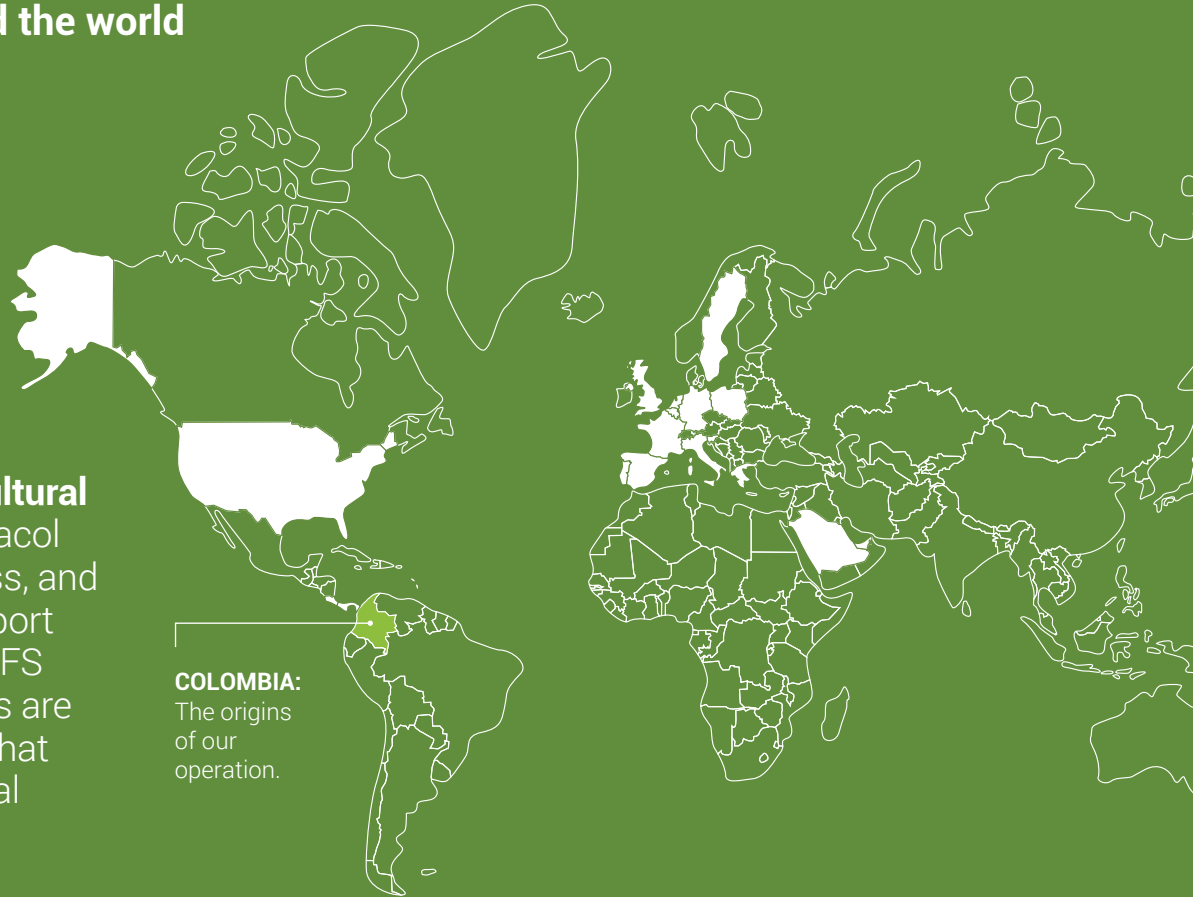 d the world
ltural
acol
ss, and
port
FS
s are
hat
al
COLOMBIA:
The origins
of our
operation.